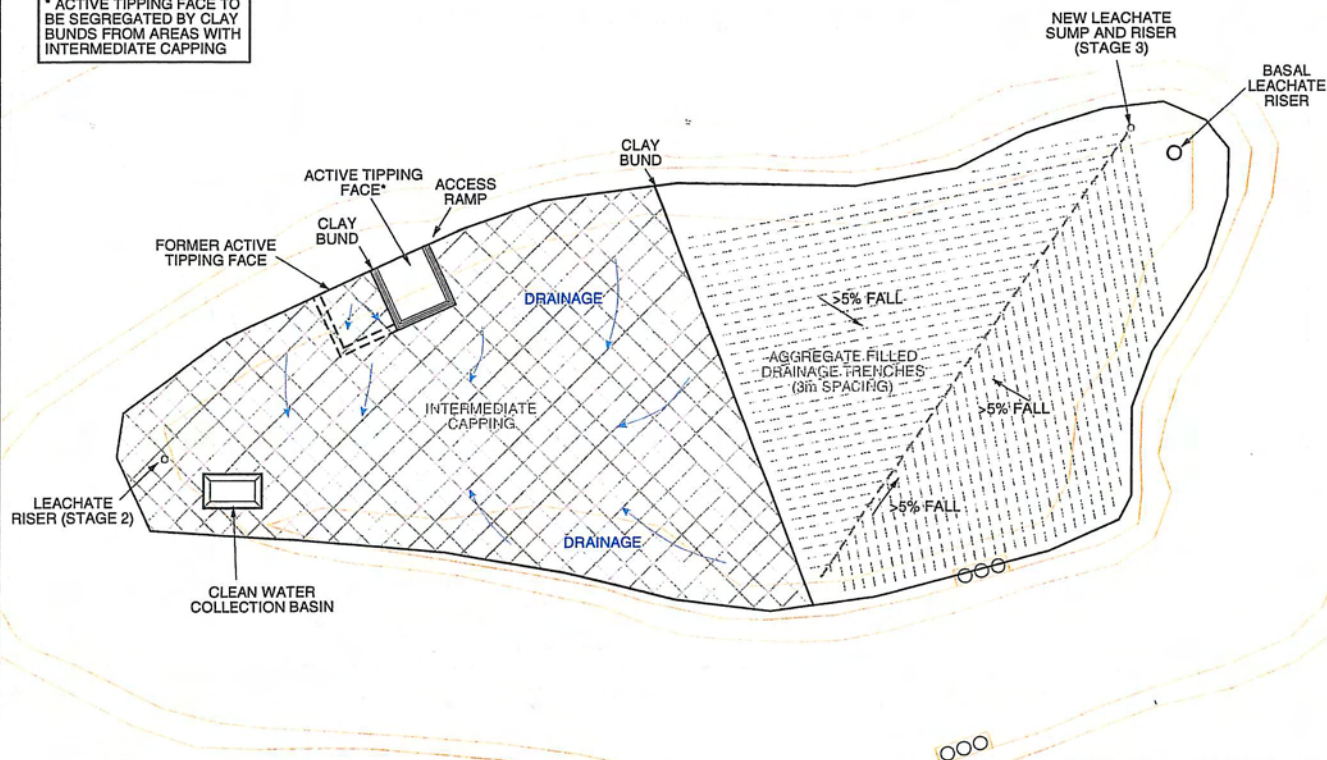 * ACTIVE TIPPING FACE TO
BE SEGREGATED BY CLAY
BUNDS FROM AREAS WITH
INTERMEDIATE CAPPING
NEW LEACHATE
SUMP AND RISER
(STAGE 3)
BASAL
LEACHATE
RISER
CLAY
BUND
ACTIVE TIPPING
FACE*
ACCESS
RAMP
CLAY
BUND
FORMER ACTIVE
TIPPING FACE
DRAINAGE
>5% FALL
AGGREGATE FILLED
DRAINAGE TRENCHES
(3m SPACING)
>5% FALL
INTERMEDIATE
CAPPING
LEACHATE
RISER (STAGE 2)
>5% FALL
DRAINAGE
CLEAN WATER
COLLECTION BASIN